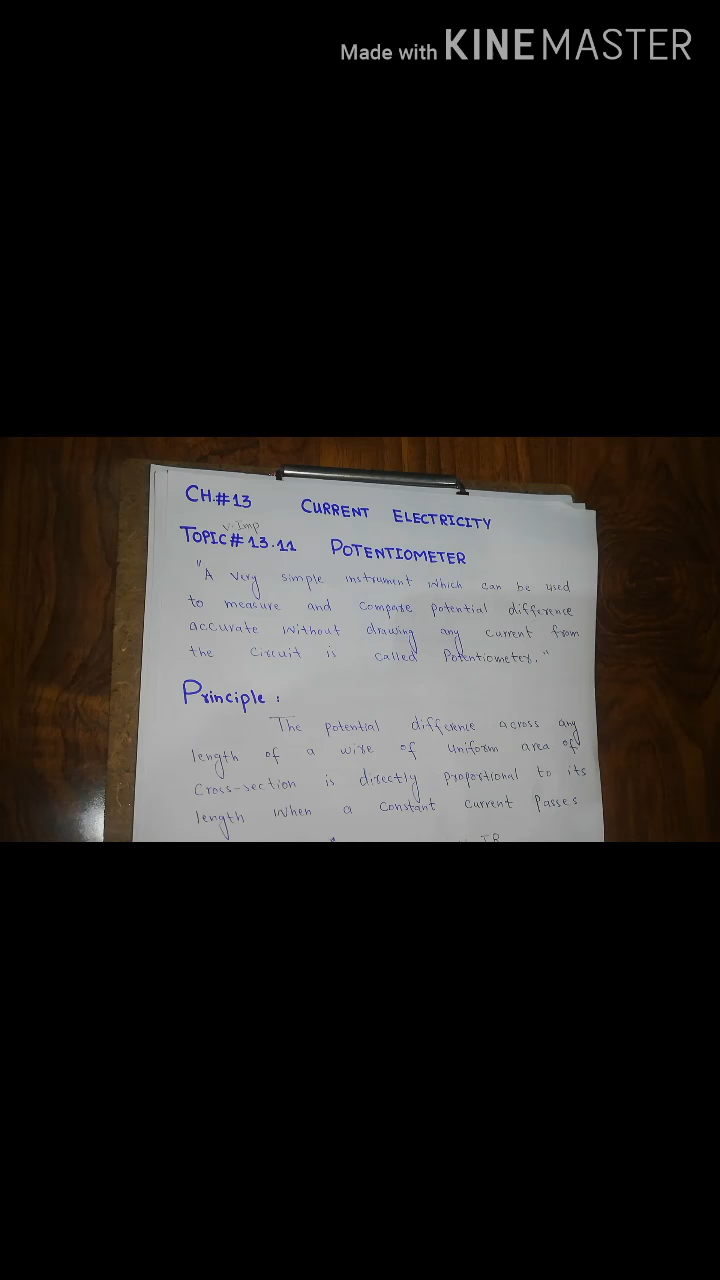 Made with KINEMASTER
CH.#13 CURRENT ELECTRICITY
V.Imp
TOPIC# 13.11 POTENTIOMETER
"A very simple instrument which can be used
to measure and compare potential difference
accurate without drawing any current from
the circuit is called Potentiometer."
Principle :
The potential difference across any
length of a wire of uniform area of
cross-section is directly proportional to its
length when a constant current passes
IR